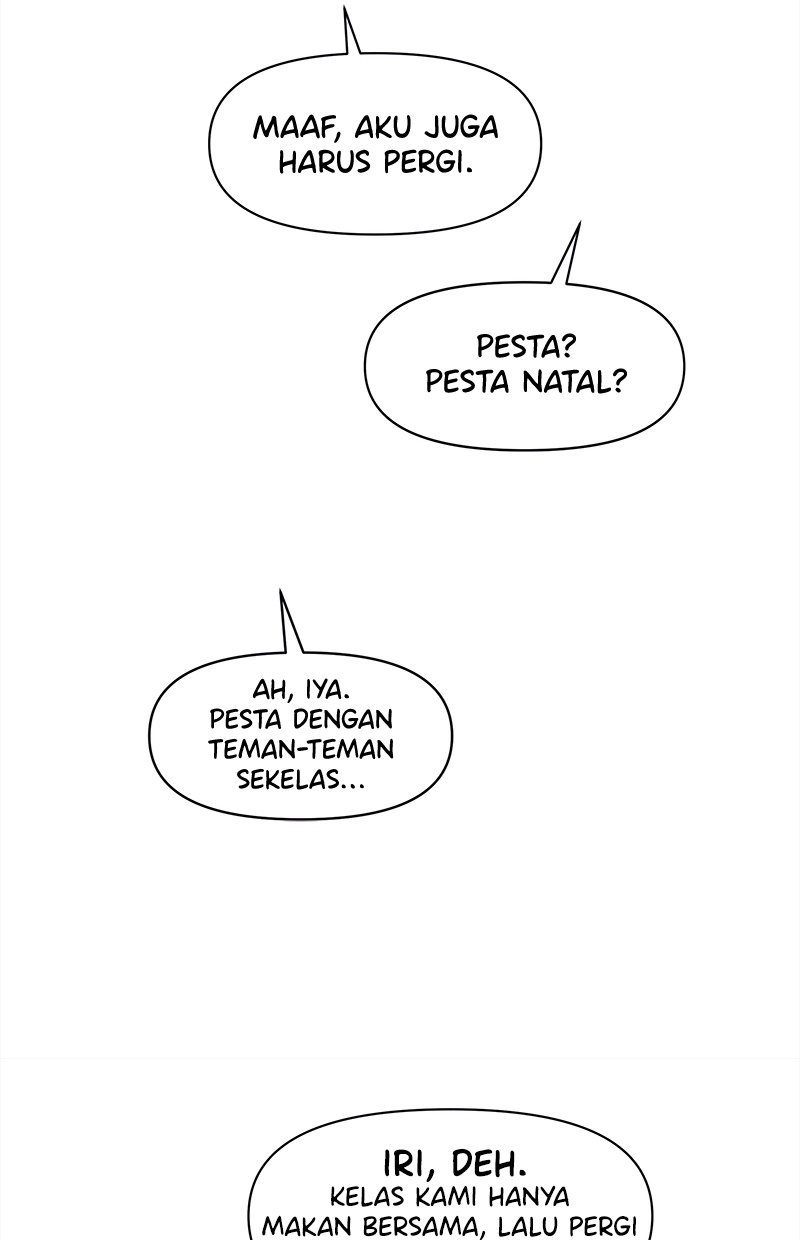 MAAF, AKU JUGA
HARUS PERGI.
PESTA?
PESTA NATAL?
AH, IYA.
PESTA DENGAN
TEMAN-TEMAN
SEKELAS...
IRI, DEH.
KELAS KAMI HANYA
MAKAN BERSAMA, LALU PERGI